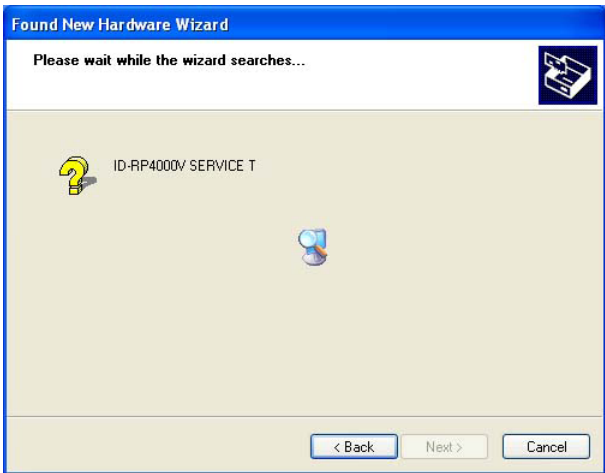 Found New Hardware Wizard
Please wait while the wizard searches...
ID-RP4000V SERVICE T
< Back
Next >
Cancel